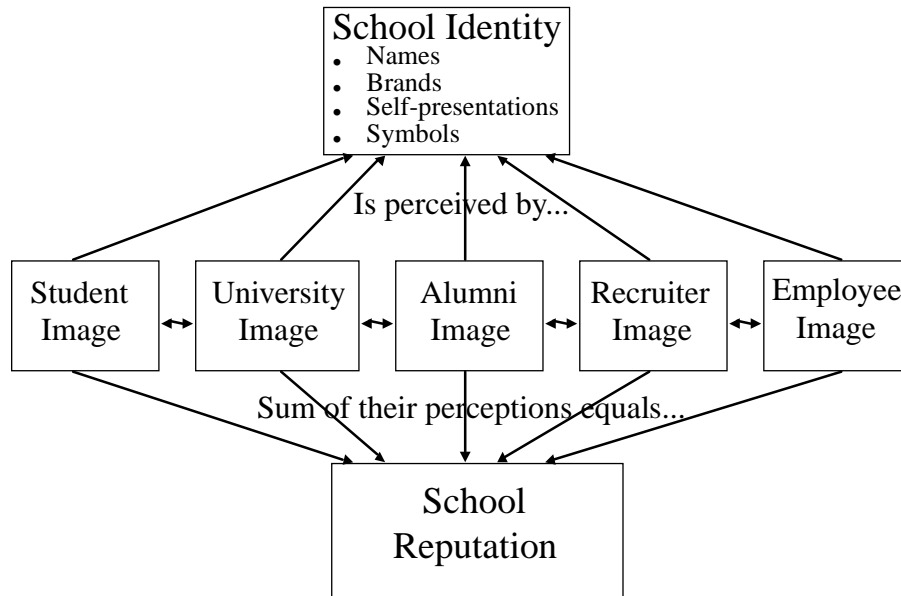 School Identity
• Names
• Brands
• Self-presentations
• Symbols
Is perceived by...
Student
Image
University
Image
Alumni
Image
Recruiter
Image
Employee
Image
Sum of their perceptions equals...
School
Reputation